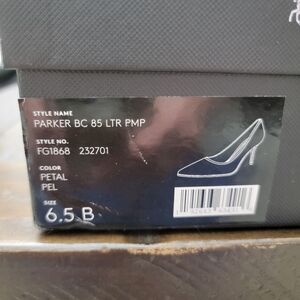 STYLE NAME
PARKER BC 85 LTR PMP
STYLE NO.
FG1868 232701
COLOR
PETAL
PEL
SIZE
6.5 B